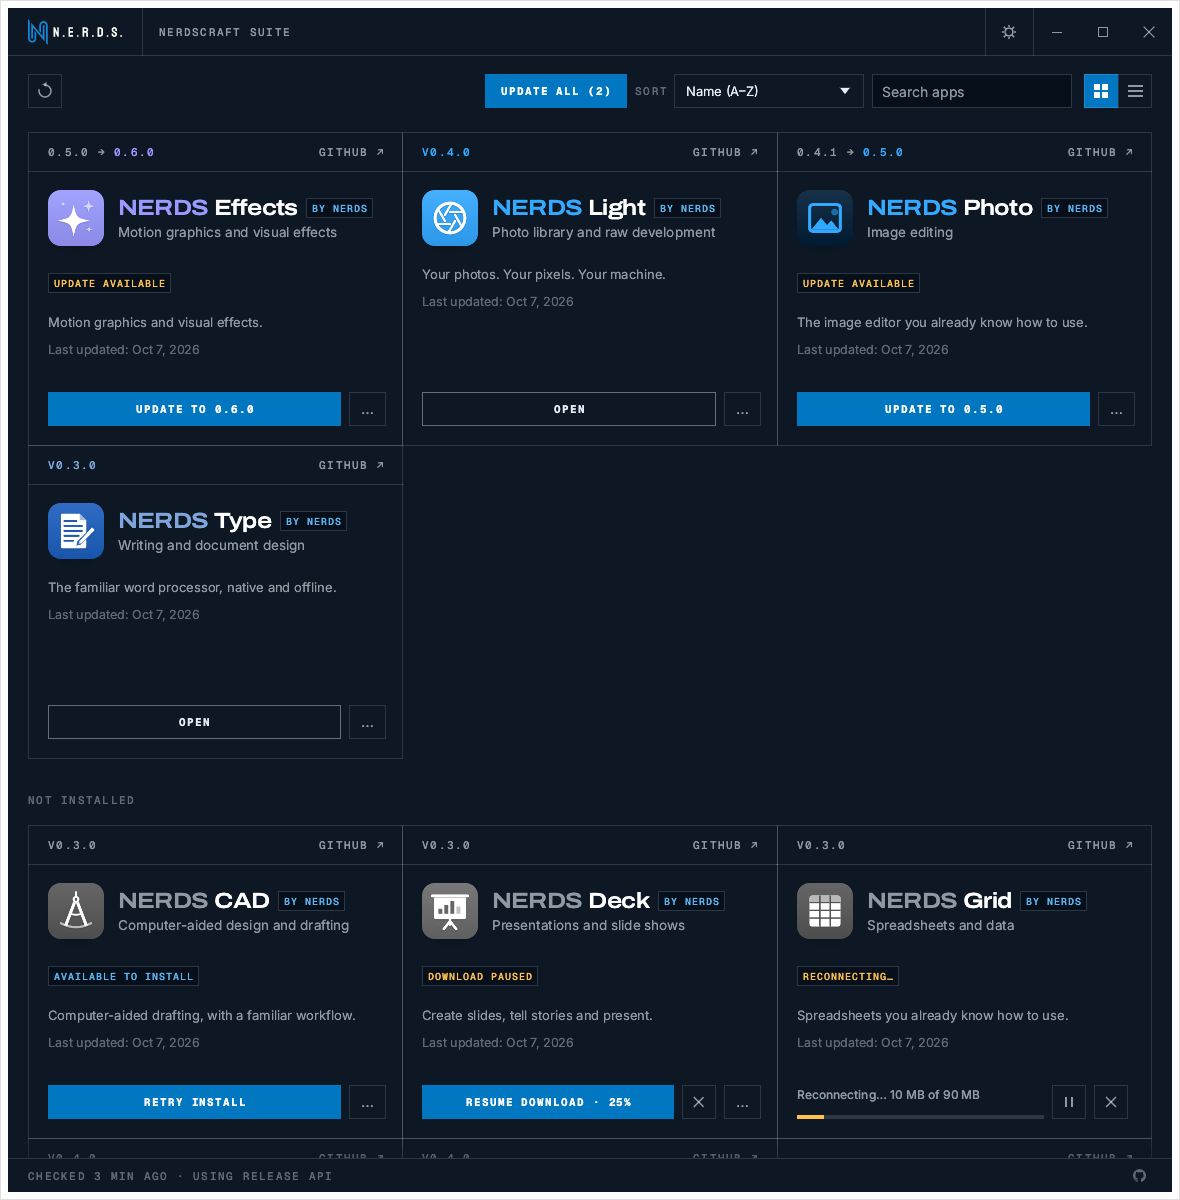 N.E.R.D.S.
NERDSCRAFT SUITE
UPDATE ALL (2)
SORT
Name (A–Z)
Search apps
0.5.0 → 0.6.0
GITHUB ↗
NERDS Effects
BY NERDS
Motion graphics and visual effects
UPDATE AVAILABLE
Motion graphics and visual effects.
Last updated: Oct 7, 2026
UPDATE TO 0.6.0
...
V0.4.0
GITHUB ↗
NERDS Light
BY NERDS
Photo library and raw development
Your photos. Your pixels. Your machine.
Last updated: Oct 7, 2026
OPEN
...
0.4.1 → 0.5.0
GITHUB ↗
NERDS Photo
BY NERDS
Image editing
UPDATE AVAILABLE
The image editor you already know how to use.
Last updated: Oct 7, 2026
UPDATE TO 0.5.0
...
V0.3.0
GITHUB ↗
NERDS Type
BY NERDS
Writing and document design
The familiar word processor, native and offline.
Last updated: Oct 7, 2026
OPEN
...
NOT INSTALLED
V0.3.0
GITHUB ↗
NERDS CAD
BY NERDS
Computer-aided design and drafting
AVAILABLE TO INSTALL
Computer-aided drafting, with a familiar workflow.
Last updated: Oct 7, 2026
RETRY INSTALL
...
V0.3.0
GITHUB ↗
NERDS Deck
BY NERDS
Presentations and slide shows
DOWNLOAD PAUSED
Create slides, tell stories and present.
Last updated: Oct 7, 2026
RESUME DOWNLOAD · 25%
...
V0.3.0
GITHUB ↗
NERDS Grid
BY NERDS
Spreadsheets and data
RECONNECTING…
Spreadsheets you already know how to use.
Last updated: Oct 7, 2026
Reconnecting… 10 MB of 90 MB
CHECKED 3 MIN AGO · USING RELEASE API